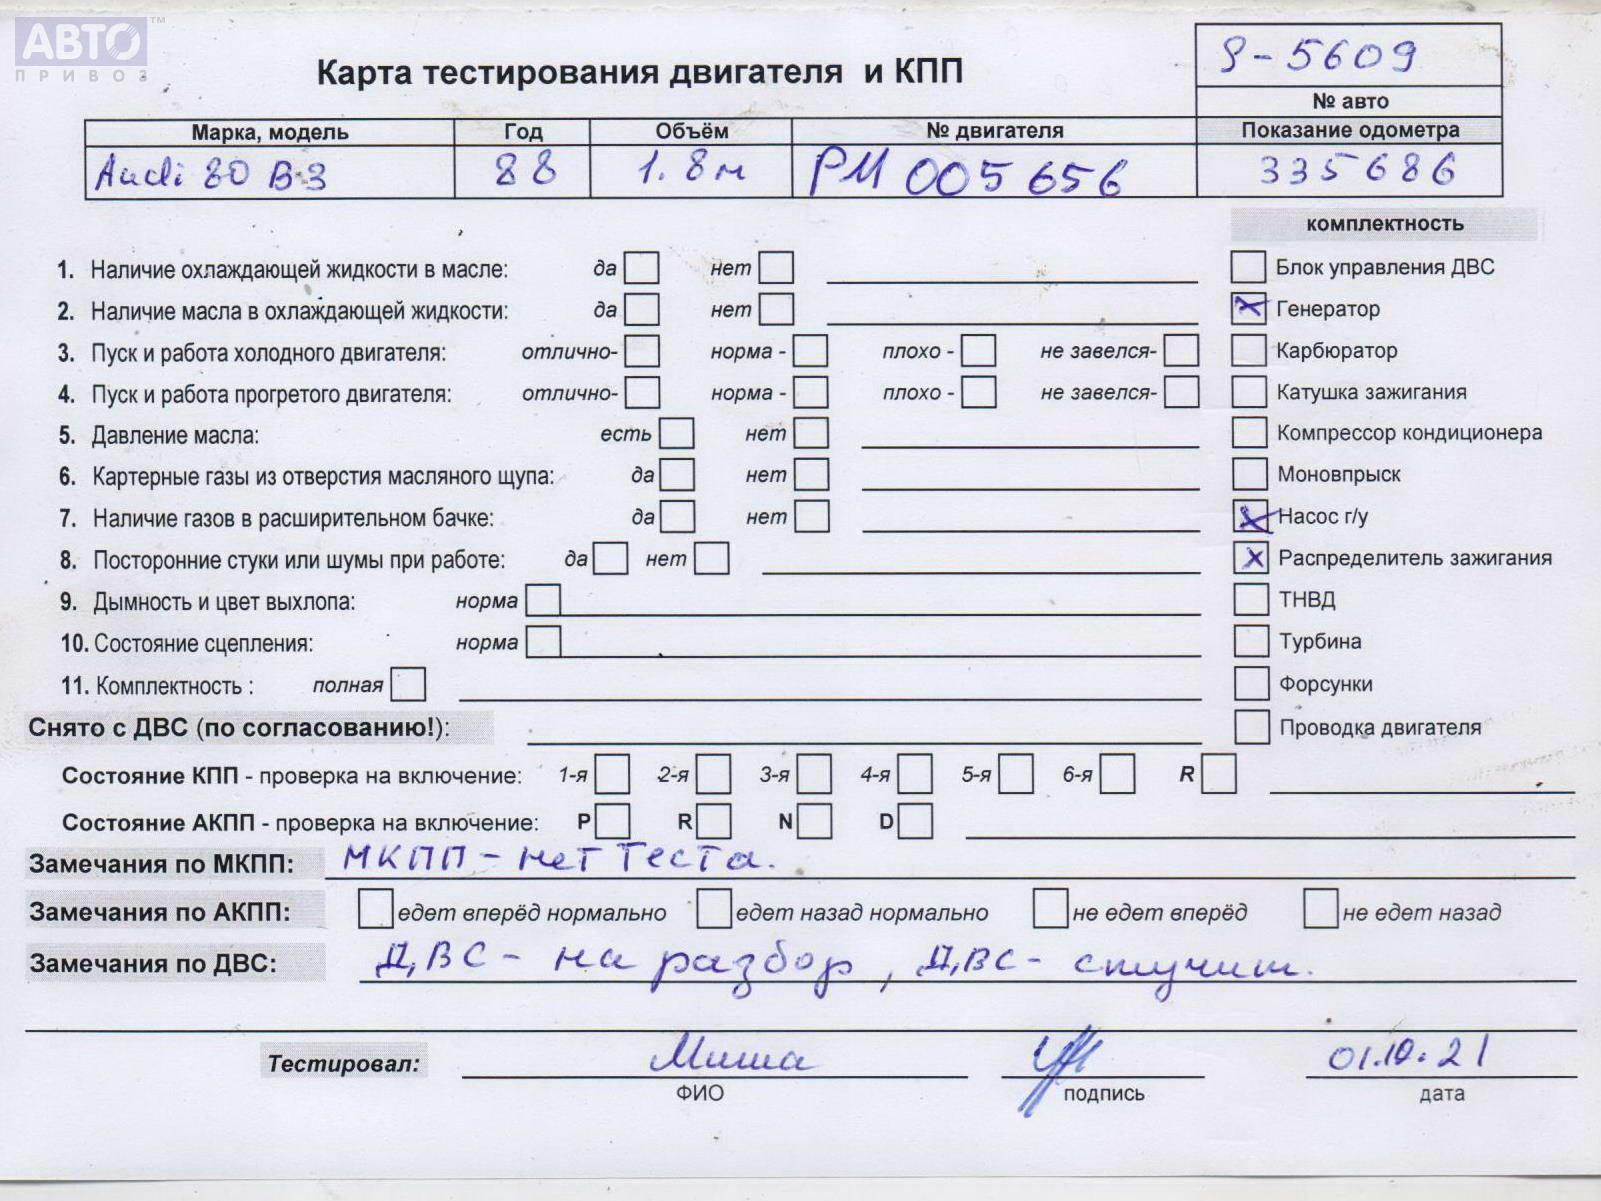 АВТО™
ПРИВОЗ
Карта тестирования двигателя и КПП
9-5609
№ авто
Марка, модель Год Объём № двигателя Показание одометра
Audi 80 B3 88 1.8м PM 005656 335686
комплектность
1. Наличие охлаждающей жидкости в масле: да нет Блок управления ДВС
2. Наличие масла в охлаждающей жидкости: да нет Генератор
3. Пуск и работа холодного двигателя: отлично- норма - плохо - не завелся- Карбюратор
4. Пуск и работа прогретого двигателя: отлично- норма - плохо - не завелся- Катушка зажигания
5. Давление масла: есть нет Компрессор кондиционера
6. Картерные газы из отверстия масляного щупа: да нет Моновпрыск
7. Наличие газов в расширительном бачке: да нет Насос г/у
8. Посторонние стуки или шумы при работе: да нет Распределитель зажигания
9. Дымность и цвет выхлопа: норма ТНВД
10. Состояние сцепления: норма Турбина
11. Комплектность : полная Форсунки
Снято с ДВС (по согласованию!): Проводка двигателя
Состояние КПП - проверка на включение: 1-я 2-я 3-я 4-я 5-я 6-я R
Состояние АКПП - проверка на включение: P R N D
Замечания по МКПП: МКПП - нет теста.
Замечания по АКПП: едет вперёд нормально едет назад нормально не едет вперёд не едет назад
Замечания по ДВС: ДВС - на разбор, ДВС - стучит.
Тестировал: Миша 01.10.21
ФИО подпись дата